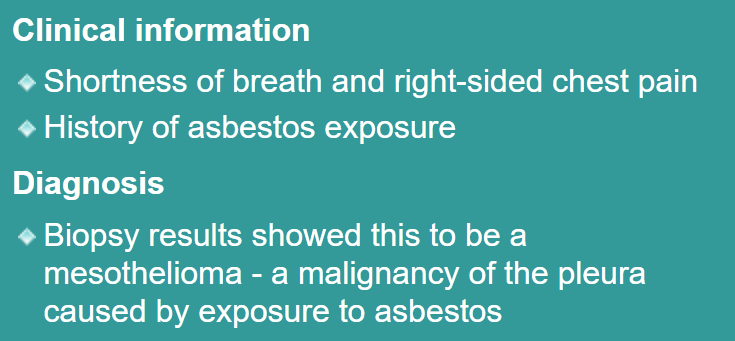 Clinical information
Shortness of breath and right-sided chest pain
History of asbestos exposure
Diagnosis
Biopsy results showed this to be a
mesothelioma - a malignancy of the pleura
caused by exposure to asbestos